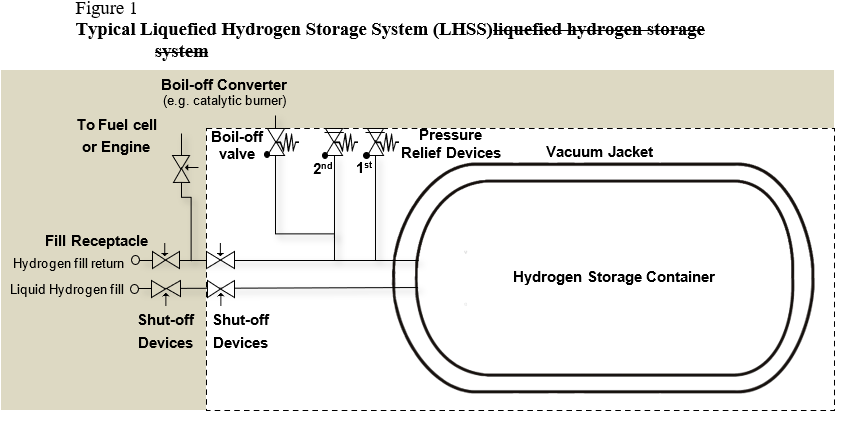 Figure 1
Typical Liquefied Hydrogen Storage System (LHSS)liquefied hydrogen storage
system
Boil-off Converter
(e.g. catalytic burner)
To Fuel cell
or Engine
Boil-off
valve
2nd
1st
Pressure
Relief Devices
Vacuum Jacket
Fill Receptacle
Hydrogen fill return
Liquid Hydrogen fill
Hydrogen Storage Container
Shut-off
Devices
Shut-off
Devices